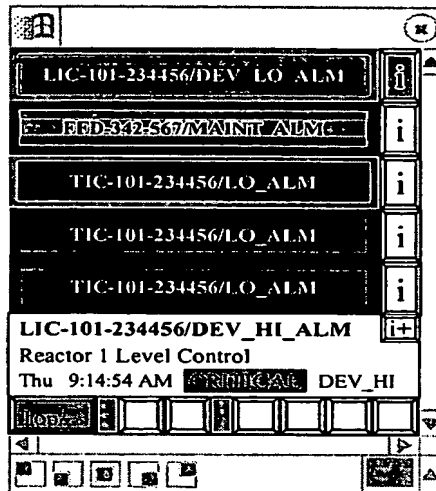 LIC-101-234456/DEV_LO_ALM
i
FFD-342-567/MAINT_ALM
i
TIC-101-234456/LO_ALM
i
TIC-101-234456/LO_ALM
i
TIC-101-234456/LO_ALM
i
LIC-101-234456/DEV_HI_ALM
i+
Reactor 1 Level Control
Thu 9:14:54 AM CRITICAL DEV_HI